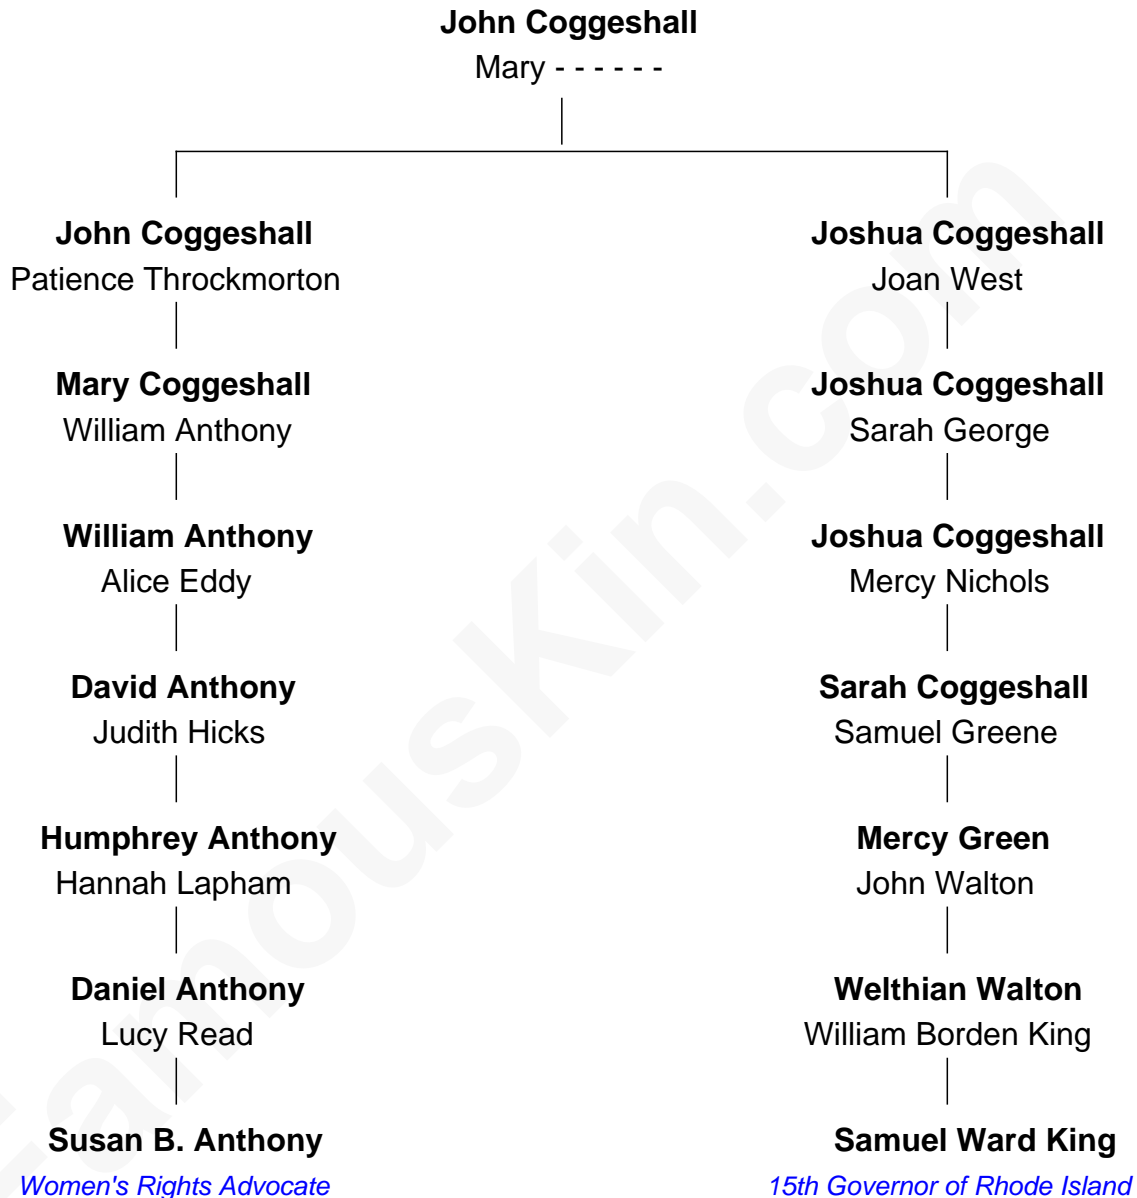 John Coggeshall
Mary - - - - - -
John Coggeshall
Patience Throckmorton
Joshua Coggeshall
Joan West
Mary Coggeshall
William Anthony
Joshua Coggeshall
Sarah George
William Anthony
Alice Eddy
Joshua Coggeshall
Mercy Nichols
David Anthony
Judith Hicks
Sarah Coggeshall
Samuel Greene
Humphrey Anthony
Hannah Lapham
Mercy Green
John Walton
Daniel Anthony
Lucy Read
Welthian Walton
William Borden King
Susan B. Anthony
Women's Rights Advocate
Samuel Ward King
15th Governor of Rhode Island
FamousKin.com